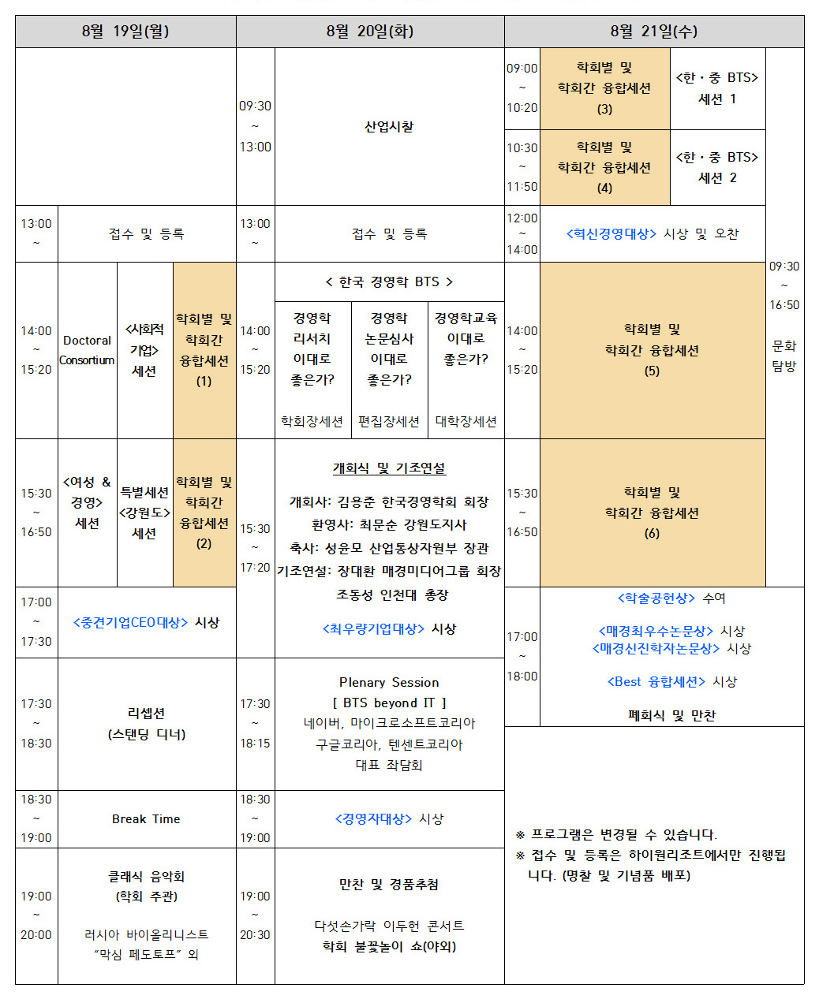 8월 19일(월)
8월 20일(화)
8월 21일(수)
09:30
~
13:00
산업시찰
09:00
~
10:20
학회별 및
학회간 융합세션
(3)
<한・중 BTS>
세션 1
10:30
~
11:50
학회별 및
학회간 융합세션
(4)
<한・중 BTS>
세션 2
09:30
~
16:50
문화
탐방
13:00
~
접수 및 등록
13:00
~
접수 및 등록
12:00
~
14:00
<혁신경영대상> 시상 및 오찬
14:00
~
15:20
Doctoral
Consortium
<사회적
기업>
세션
학회별 및
학회간
융합세션
(1)
14:00
~
15:20
< 한국 경영학 BTS >
경영학
리서치
이대로
좋은가?
학회장세션
경영학
논문심사
이대로
좋은가?
편집장세션
경영학교육
이대로
좋은가?
대학장세션
14:00
~
15:20
학회별 및
학회간 융합세션
(5)
15:30
~
16:50
<여성 &
경영>
세션
특별세션
<강원도>
세션
학회별 및
학회간
융합세션
(2)
15:30
~
17:20
개회식 및 기조연설
개회사: 김용준 한국경영학회 회장
환영사: 최문순 강원도지사
축사: 성윤모 산업통상자원부 장관
기조연설: 장대환 매경미디어그룹 회장
조동성 인천대 총장
<최우량기업대상> 시상
15:30
~
16:50
학회별 및
학회간 융합세션
(6)
17:00
~
17:30
<중견기업CEO대상> 시상
17:00
~
18:00
<학술공헌상> 수여
<매경최우수논문상> 시상
<매경신진학자논문상> 시상
<Best 융합세션> 시상
폐회식 및 만찬
17:30
~
18:30
리셉션
(스탠딩 디너)
17:30
~
18:15
Plenary Session
[ BTS beyond IT ]
네이버, 마이크로소프트코리아
구글코리아, 텐센트코리아
대표 좌담회
18:30
~
19:00
Break Time
18:30
~
19:00
<경영자대상> 시상
19:00
~
20:00
클래식 음악회
(학회 주관)
러시아 바이올리니스트
“막심 페도토프” 외
19:00
~
20:30
만찬 및 경품추첨
다섯손가락 이두헌 콘서트
학회 불꽃놀이 쇼(야외)
※ 프로그램은 변경될 수 있습니다.
※ 접수 및 등록은 하이원리조트에서만 진행됩
니다. (명찰 및 기념품 배포)